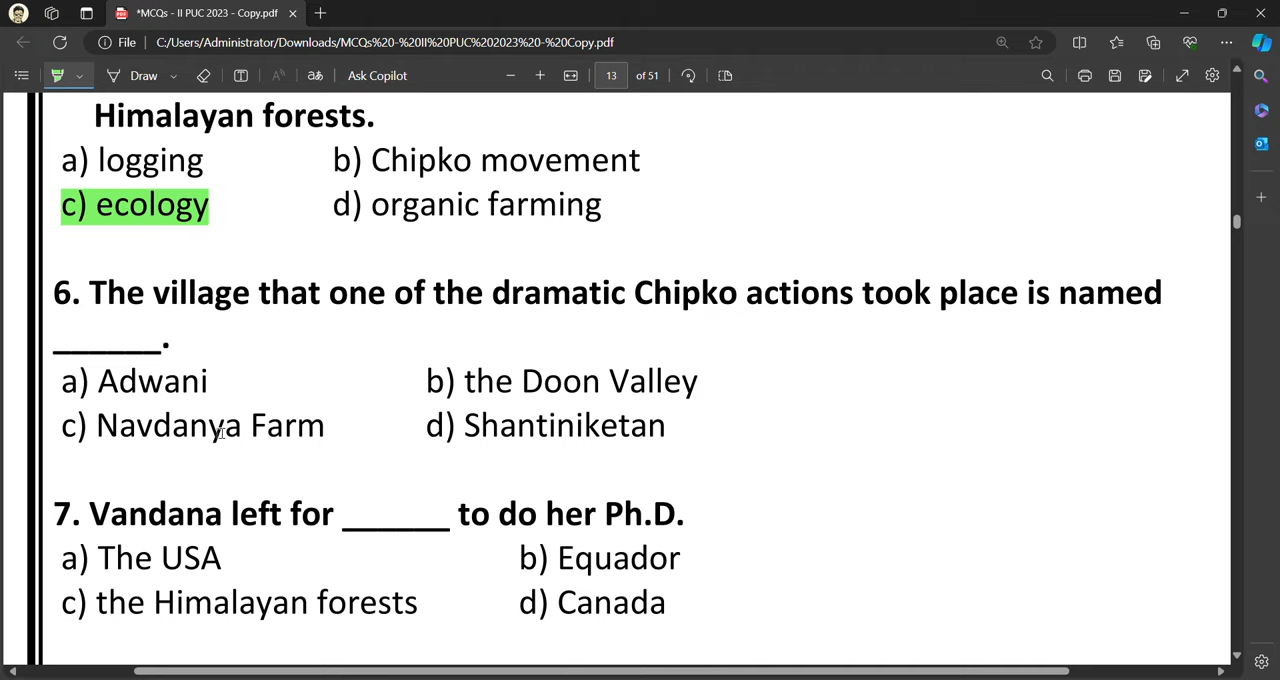 *MCQs - II PUC 2023 - Copy.pdf
File C:/Users/Administrator/Downloads/MCQs%20-%20II%20PUC%202023%20-%20Copy.pdf
Draw Ask Copilot 13 of 51
Himalayan forests.
a) logging b) Chipko movement
c) ecology d) organic farming
6. The village that one of the dramatic Chipko actions took place is named
______.
a) Adwani b) the Doon Valley
c) Navdanya Farm d) Shantiniketan
7. Vandana left for ______ to do her Ph.D.
a) The USA b) Equador
c) the Himalayan forests d) Canada